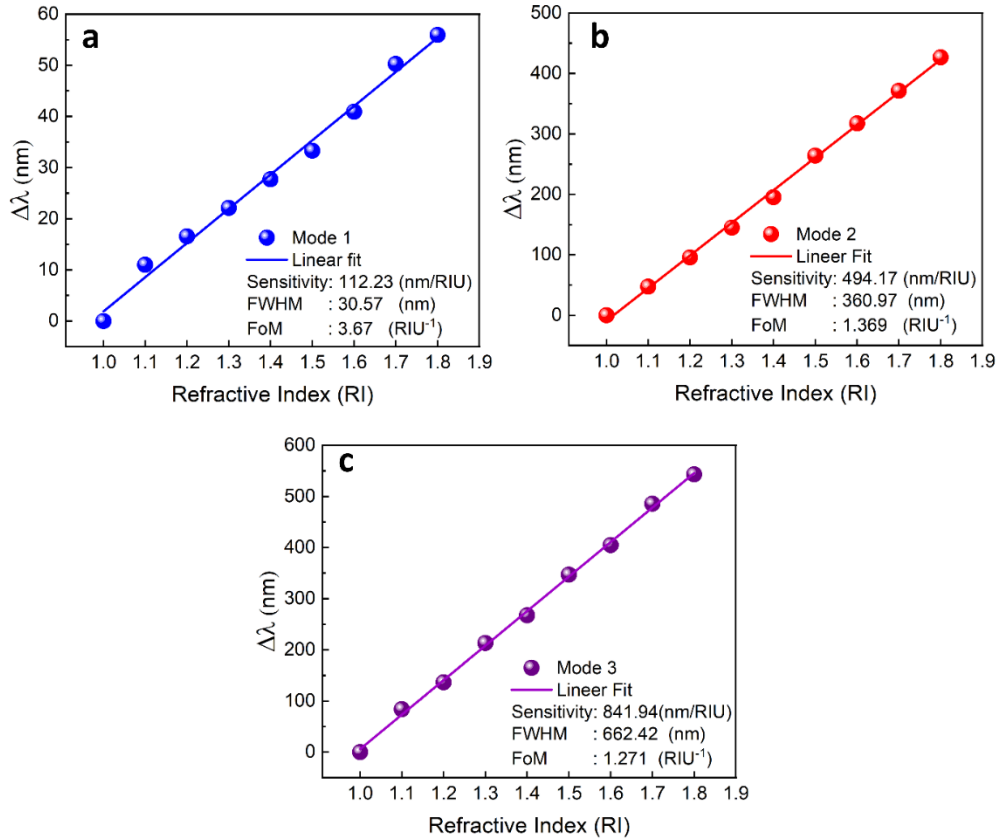 a
60
50
40
30
20
10
0
Δλ (nm)
Mode 1
Linear fit
Sensitivity: 112.23 (nm/RIU)
FWHM : 30.57 (nm)
FoM : 3.67 (RIU⁻¹)
1.0 1.1 1.2 1.3 1.4 1.5 1.6 1.7 1.8 1.9
Refractive Index (RI)
b
500
400
300
200
100
0
Δλ (nm)
Mode 2
Lineer Fit
Sensitivity: 494.17 (nm/RIU)
FWHM : 360.97 (nm)
FoM : 1.369 (RIU⁻¹)
1.0 1.1 1.2 1.3 1.4 1.5 1.6 1.7 1.8 1.9
Refractive Index (RI)
c
600
500
400
300
200
100
0
Δλ (nm)
Mode 3
Lineer Fit
Sensitivity: 841.94(nm/RIU)
FWHM : 662.42 (nm)
FoM : 1.271 (RIU⁻¹)
1.0 1.1 1.2 1.3 1.4 1.5 1.6 1.7 1.8 1.9
Refractive Index (RI)